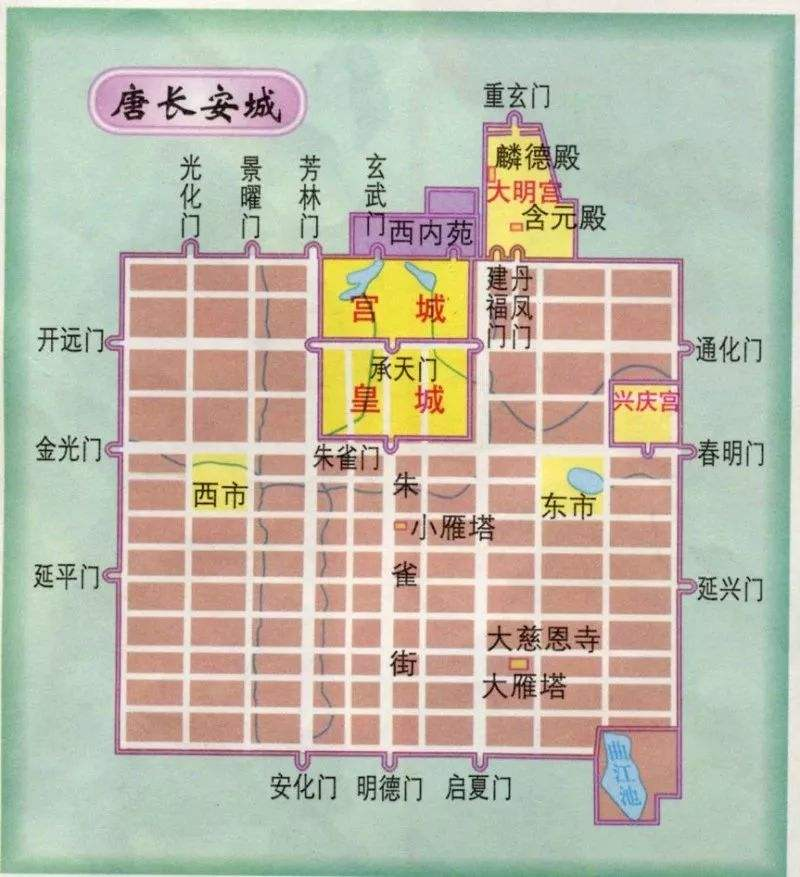 唐长安城
重玄门
光化门
景曜门
芳林门
玄武门
麟德殿
大明宫
含元殿
西内苑
建福门
丹凤门
宫城
开远门
通化门
承天门
皇城
兴庆宫
金光门
朱雀门
春明门
西市
朱雀街
东市
小雁塔
延平门
延兴门
大慈恩寺
大雁塔
曲江池
安化门
明德门
启夏门